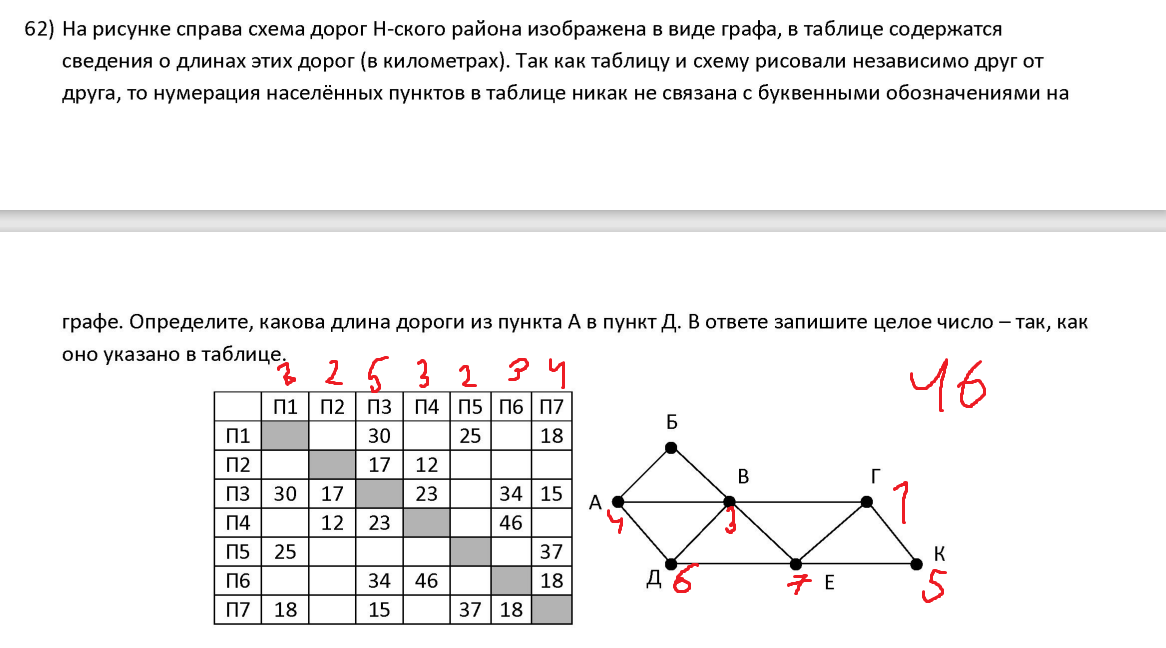 62) На рисунке справа схема дорог Н-ского района изображена в виде графа, в таблице содержатся
сведения о длинах этих дорог (в километрах). Так как таблицу и схему рисовали независимо друг от
друга, то нумерация населённых пунктов в таблице никак не связана с буквенными обозначениями на
графе. Определите, какова длина дороги из пункта А в пункт Д. В ответе запишите целое число – так, как
оно указано в таблице.
3 2 5 3 2 3 4
46
П1 П2 П3 П4 П5 П6 П7
П1 30 25 18
П2 17 12
П3 30 17 23 34 15
П4 12 23 46
П5 25 37
П6 34 46 18
П7 18 15 37 18
Б
В Г
А 1
4 3
К
Д 6 7 Е 5